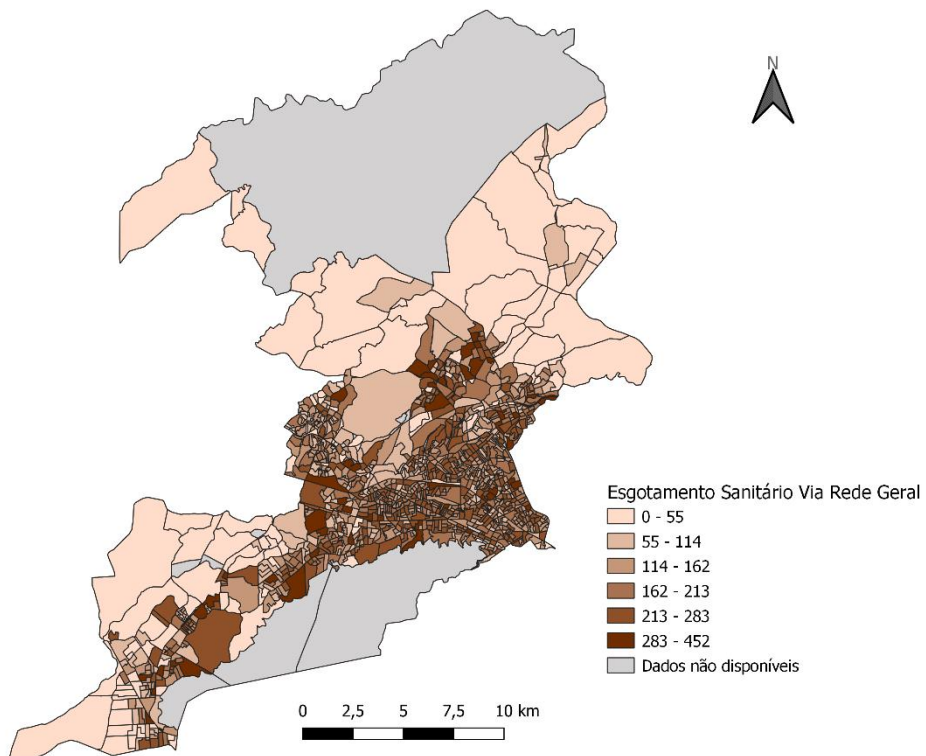 N
Esgotamento Sanitário Via Rede Geral
0 - 55
55 - 114
114 - 162
162 - 213
213 - 283
283 - 452
Dados não disponíveis
0 2,5 5 7,5 10 km